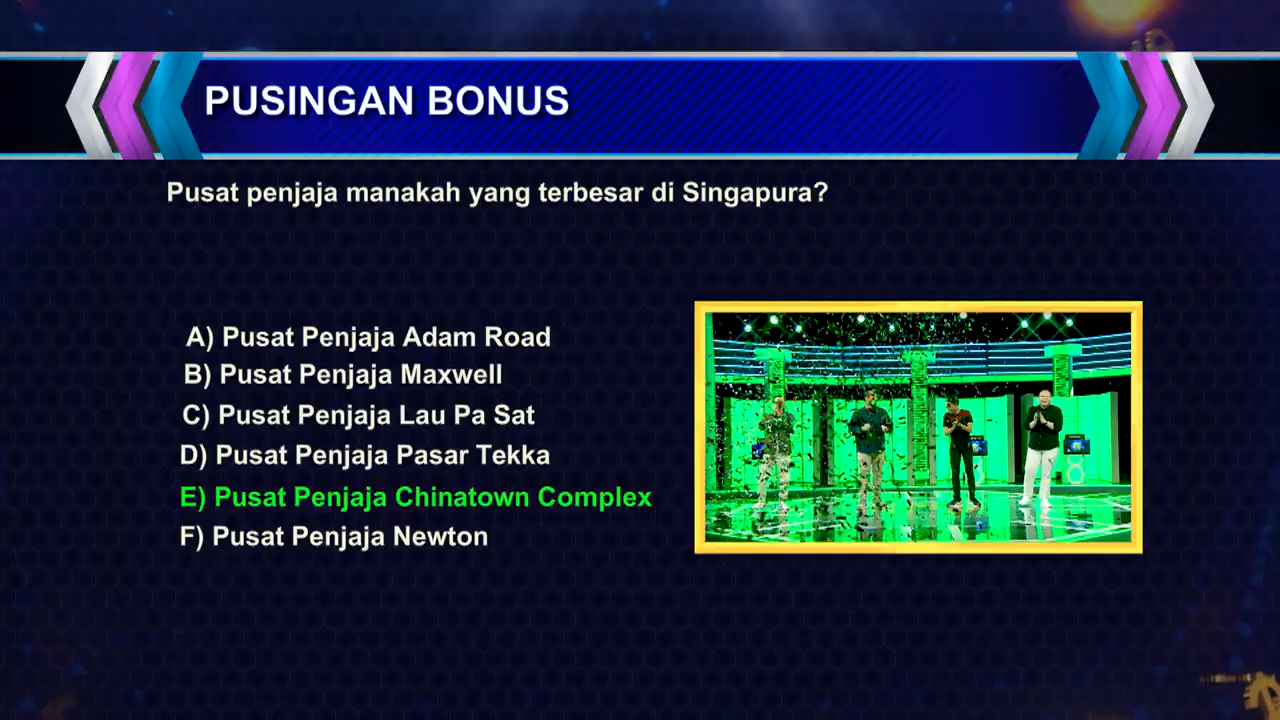 PUSINGAN BONUS
Pusat penjaja manakah yang terbesar di Singapura?
A) Pusat Penjaja Adam Road
B) Pusat Penjaja Maxwell
C) Pusat Penjaja Lau Pa Sat
D) Pusat Penjaja Pasar Tekka
E) Pusat Penjaja Chinatown Complex
F) Pusat Penjaja Newton